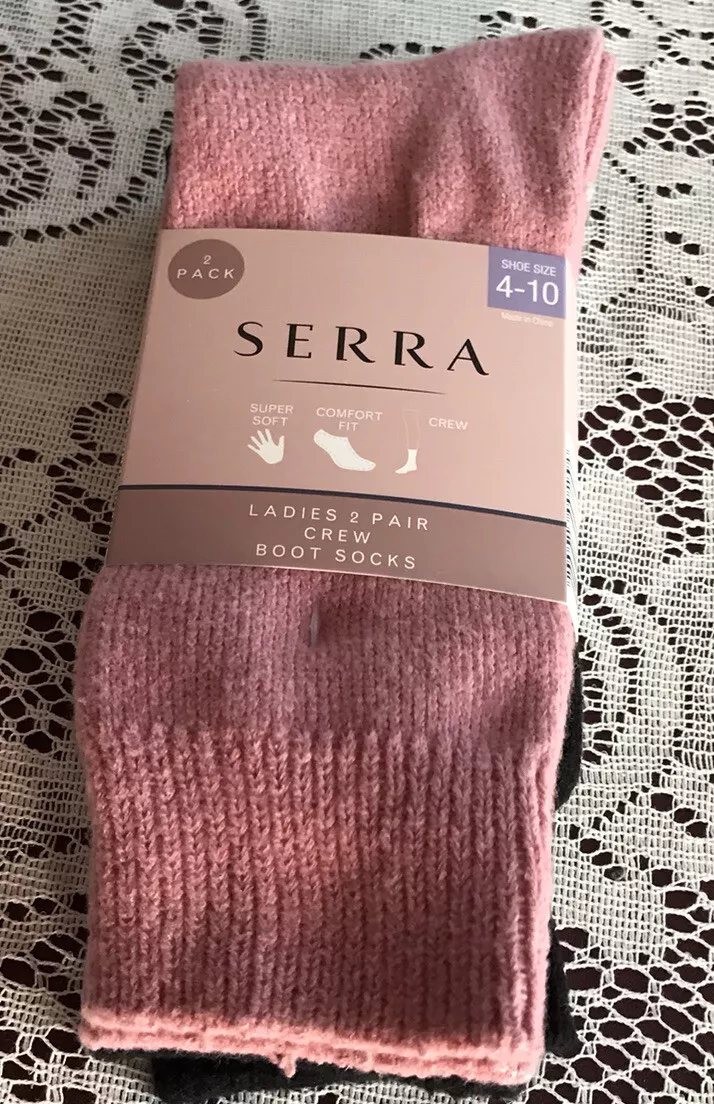 2
PACK
SHOE SIZE
4-10
Made in China
SERRA
SUPER
SOFT
COMFORT
FIT
CREW
LADIES 2 PAIR
CREW
BOOT SOCKS